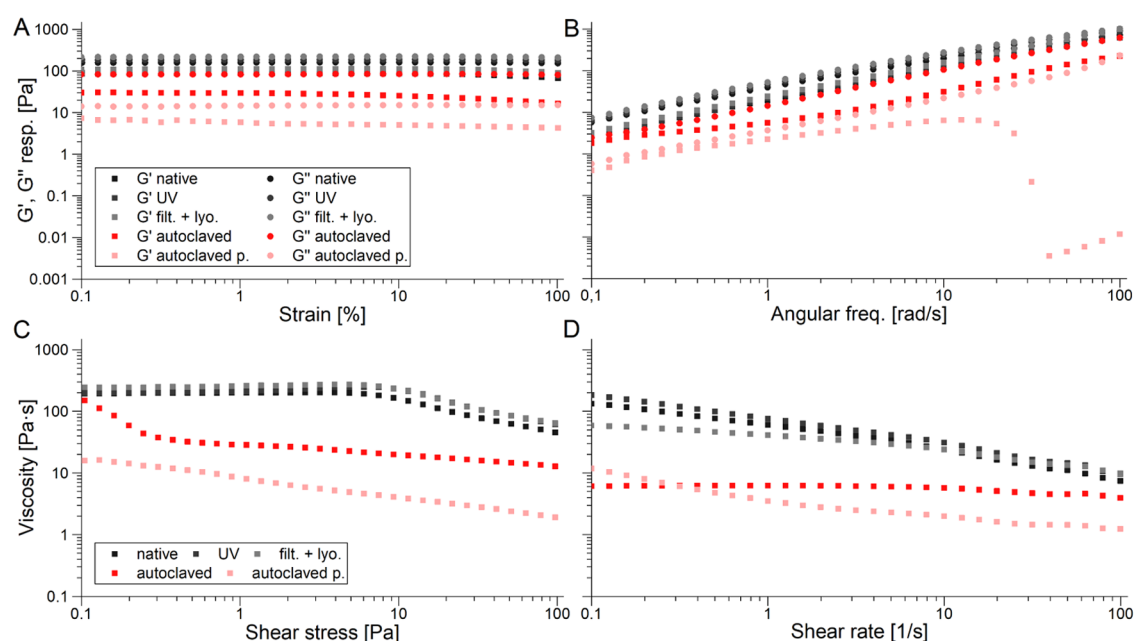 A
B
1000
100
10
1
0.1
0.01
0.001
G', G'' resp. [Pa]
G' native
G'' native
G' UV
G'' UV
G' filt. + lyo.
G'' filt. + lyo.
G' autoclaved
G'' autoclaved
G' autoclaved p.
G'' autoclaved p.
0.1
1
10
100
Strain [%]
0,1
1
10
100
Angular freq. [rad/s]
C
D
1000
100
10
1
0.1
Viscosity [Pa·s]
native UV filt. + lyo.
autoclaved autoclaved p.
0.1
1
10
100
Shear stress [Pa]
0.1
1
10
100
Shear rate [1/s]